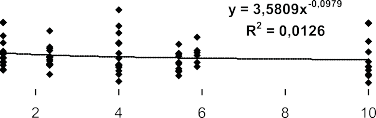 y = 3,5809x^-0,0979
R² = 0,0126
2 4 6 8 10